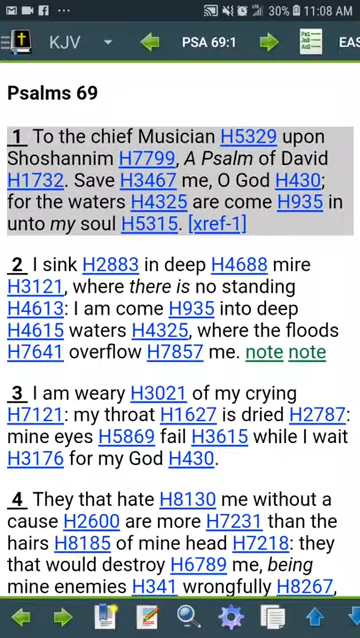 30% 11:08 AM
KJV PSA 69:1 EAS
Psalms 69
1 To the chief Musician H5329 upon
Shoshannim H7799, A Psalm of David
H1732. Save H3467 me, O God H430;
for the waters H4325 are come H935 in
unto my soul H5315. [xref-1]
2 I sink H2883 in deep H4688 mire
H3121, where there is no standing
H4613: I am come H935 into deep
H4615 waters H4325, where the floods
H7641 overflow H7857 me. note note
3 I am weary H3021 of my crying
H7121: my throat H1627 is dried H2787:
mine eyes H5869 fail H3615 while I wait
H3176 for my God H430.
4 They that hate H8130 me without a
cause H2600 are more H7231 than the
hairs H8185 of mine head H7218: they
that would destroy H6789 me, being
mine enemies H341 wrongfully H8267,